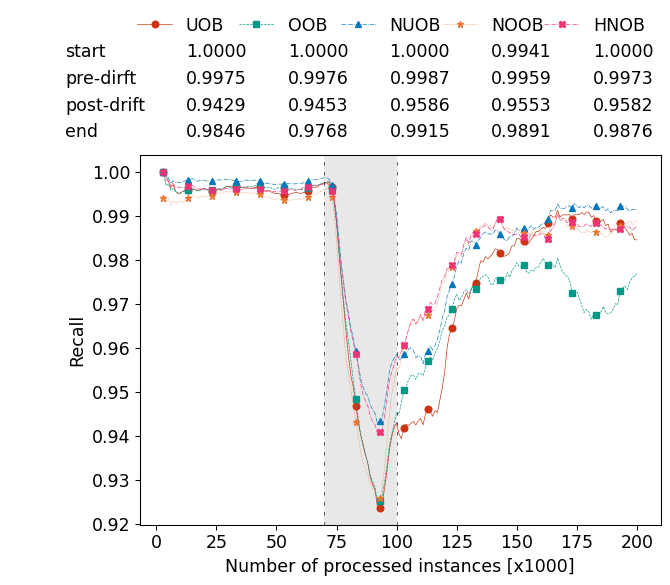 UOB OOB NUOB NOOB HNOB
start 1.0000 1.0000 1.0000 0.9941 1.0000
pre-dirft 0.9975 0.9976 0.9987 0.9959 0.9973
post-drift 0.9429 0.9453 0.9586 0.9553 0.9582
end 0.9846 0.9768 0.9915 0.9891 0.9876
1.00
0.99
0.98
0.97
0.96
0.95
0.94
0.93
0.92
Recall
0 25 50 75 100 125 150 175 200
Number of processed instances [x1000]